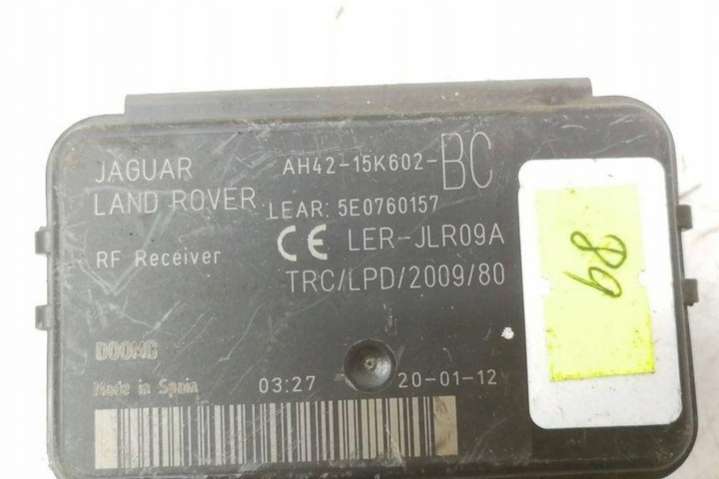 JAGUAR
LAND ROVER
RF Receiver
AH42-15K602-BC
LEAR: 5E0760157
CE LER-JLR09A
TRC/LPD/2009/80
D00MG
Made in Spain
03:27 20-01-12
89